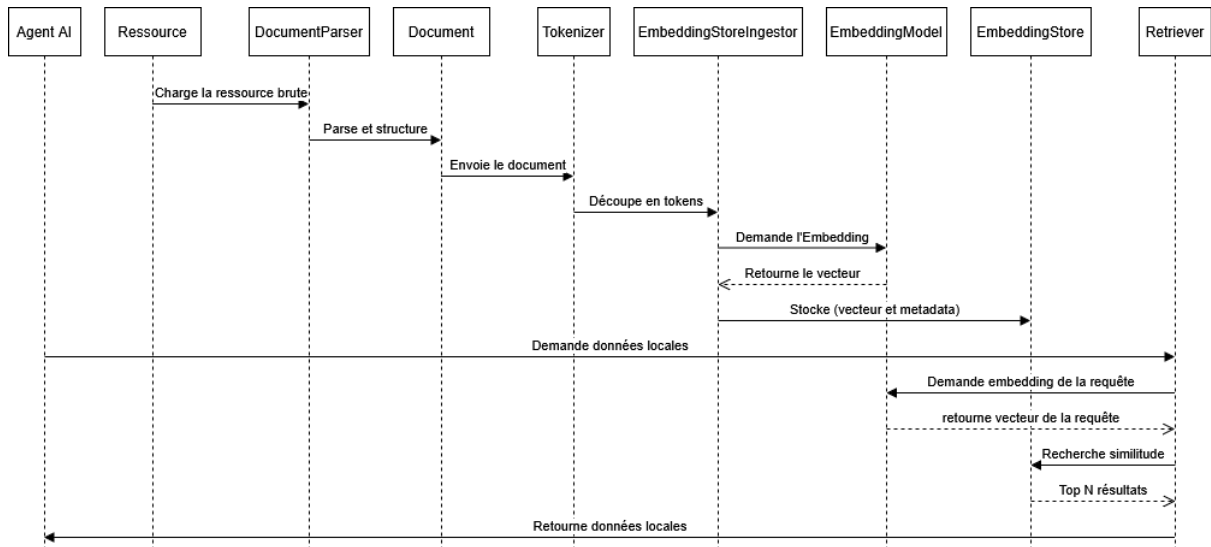 Agent AI
Ressource
DocumentParser
Document
Tokenizer
EmbeddingStoreIngestor
EmbeddingModel
EmbeddingStore
Retriever
Charge la ressource brute
Parse et structure
Envoie le document
Découpe en tokens
Demande l'Embedding
Retourne le vecteur
Stocke (vecteur et metadata)
Demande données locales
Demande embedding de la requête
retourne vecteur de la requête
Recherche similitude
Top N résultats
Retourne données locales